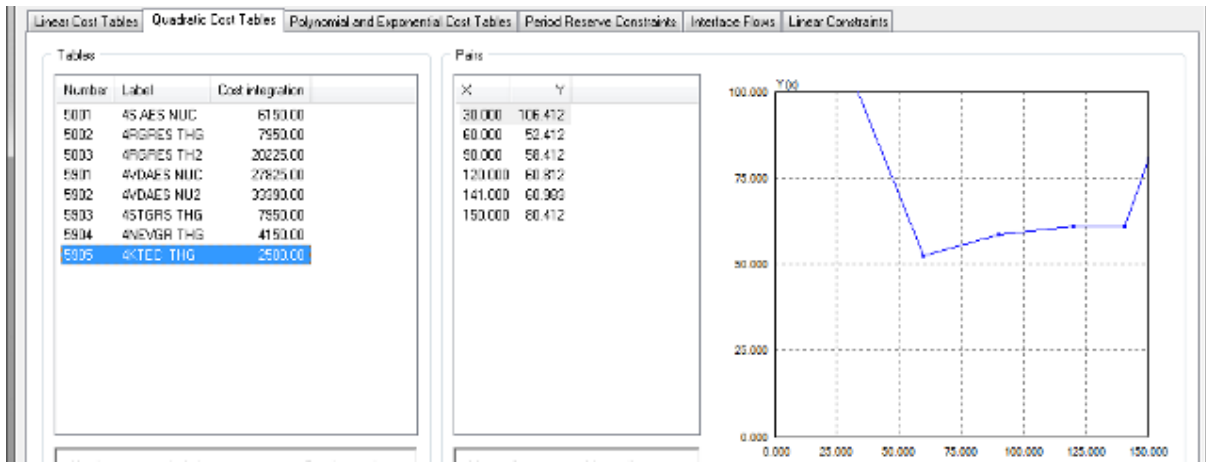 Linear Cost Tables Quadratic Cost Tables Polynomial and Exponential Cost Tables Period Reserve Constraints Interface Flows Linear Constraints
Tables
Number Label Cost integration
5001 4SIAES NUC 6150.00
5002 4RGRES THG 7950.00
5003 4RGRES TH2 20225.00
5901 4VDAES NUC 27825.00
5902 4VDAES NU2 33390.00
5903 4STGRS THG 7950.00
5904 4NEVGR THG 4150.00
5905 THG 2500.00
Pairs
X Y
30.000 106.412
60.000 52.412
90.000 58.412
120.000 60.812
141.000 60.983
150.000 80.412
Y(x)
100.000
75.000
50.000
25.000
0.000
0.000 25.000 50.000 75.000 100.000 125.000 150.000